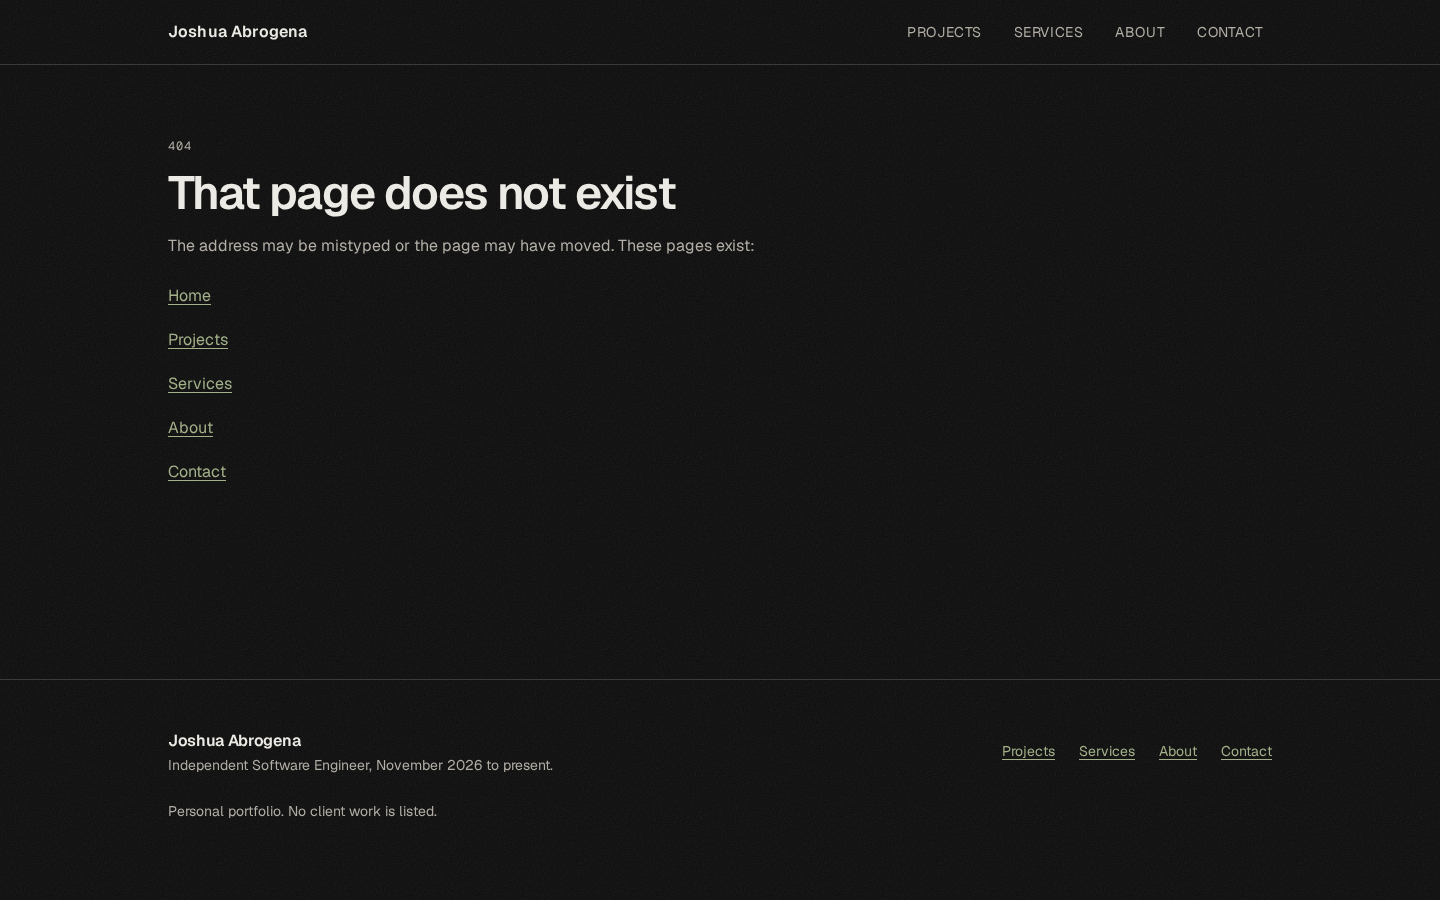 Joshua Abrogena
PROJECTS SERVICES ABOUT CONTACT
404
That page does not exist
The address may be mistyped or the page may have moved. These pages exist:
Home
Projects
Services
About
Contact
Joshua Abrogena
Independent Software Engineer, November 2026 to present.
Projects Services About Contact
Personal portfolio. No client work is listed.